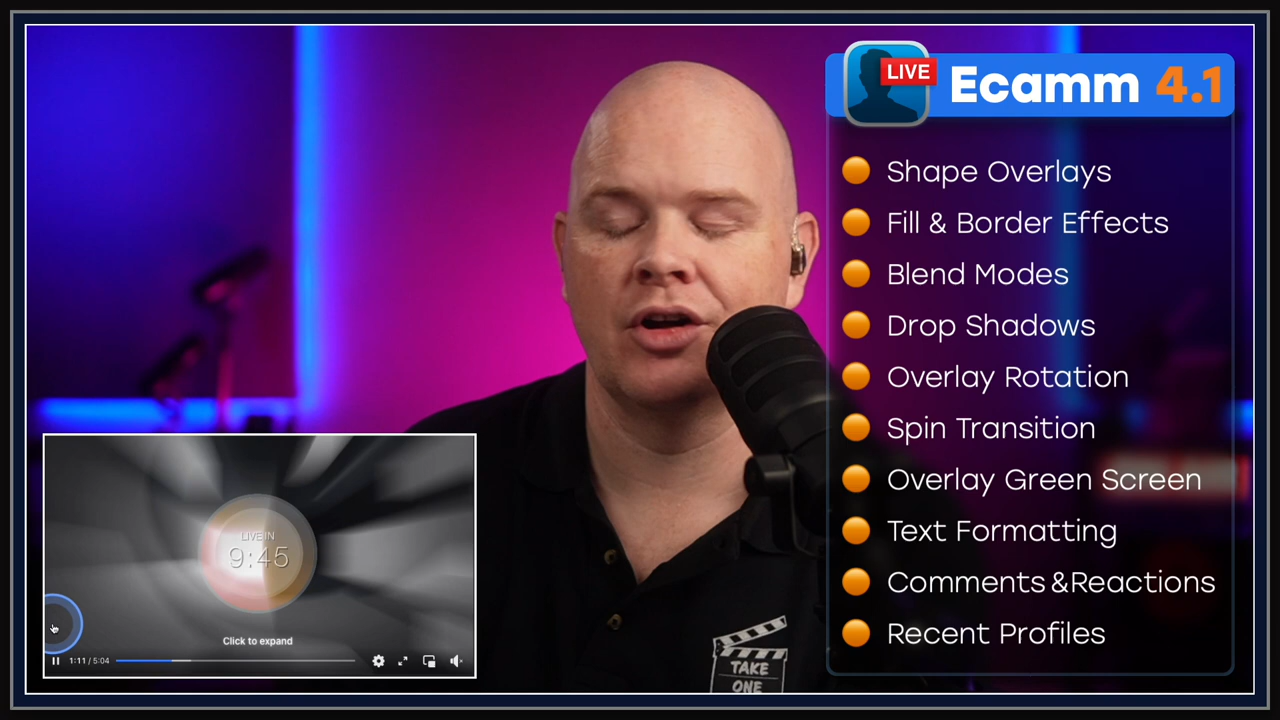 LIVE
Ecamm 4.1
Shape Overlays
Fill & Border Effects
Blend Modes
Drop Shadows
Overlay Rotation
Spin Transition
Overlay Green Screen
Text Formatting
Comments &Reactions
Recent Profiles
LIVE IN
9:45
Click to expand
1:11 / 5:04
TAKE
ONE